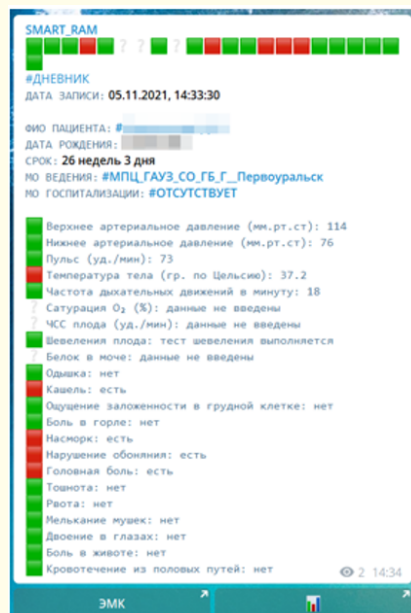 SMART_RAM
? ? ?
#ДНЕВНИК
ДАТА ЗАПИСИ: 05.11.2021, 14:33:30
ФИО ПАЦИЕНТА: #
ДАТА РОЖДЕНИЯ:
СРОК: 26 недель 3 дня
МО ВЕДЕНИЯ: #МПЦ_ГАУЗ_СО_ГБ_Г__Первоуральск
МО ГОСПИТАЛИЗАЦИИ: #ОТСУТСТВУЕТ
Верхнее артериальное давление (мм.рт.ст): 114
Нижнее артериальное давление (мм.рт.ст): 76
Пульс (уд./мин): 73
Температура тела (гр. по Цельсию): 37.2
Частота дыхательных движений в минуту: 18
? Сатурация O₂ (%): данные не введены
? ЧСС плода (уд./мин): данные не введены
Шевеления плода: тест шевеления выполняется
? Белок в моче: данные не введены
Одышка: нет
Кашель: есть
Ощущение заложенности в грудной клетке: нет
Боль в горле: нет
Насморк: есть
Нарушение обоняния: есть
Головная боль: есть
Тошнота: нет
Рвота: нет
Мелькание мушек: нет
Двоение в глазах: нет
Боль в животе: нет
Кровотечение из половых путей: нет
2 14:34
ЭМК